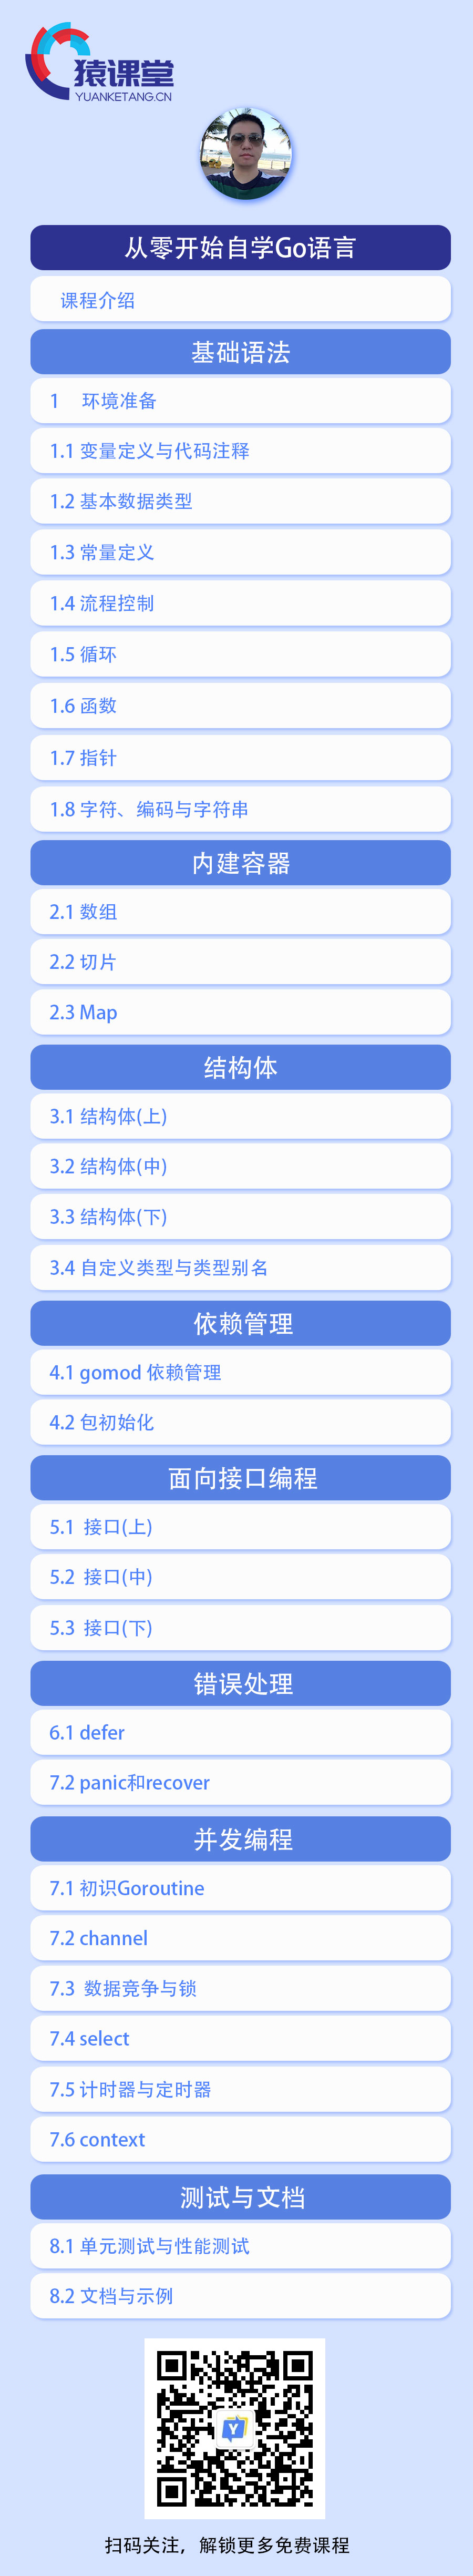 猿课堂
YUANKETANG.CN
从零开始自学Go语言
课程介绍
基础语法
1 环境准备
1.1 变量定义与代码注释
1.2 基本数据类型
1.3 常量定义
1.4 流程控制
1.5 循环
1.6 函数
1.7 指针
1.8 字符、编码与字符串
内建容器
2.1 数组
2.2 切片
2.3 Map
结构体
3.1 结构体(上)
3.2 结构体(中)
3.3 结构体(下)
3.4 自定义类型与类型别名
依赖管理
4.1 gomod 依赖管理
4.2 包初始化
面向接口编程
5.1 接口(上)
5.2 接口(中)
5.3 接口(下)
错误处理
6.1 defer
7.2 panic和recover
并发编程
7.1 初识Goroutine
7.2 channel
7.3 数据竞争与锁
7.4 select
7.5 计时器与定时器
7.6 context
测试与文档
8.1 单元测试与性能测试
8.2 文档与示例
Y
扫码关注，解锁更多免费课程